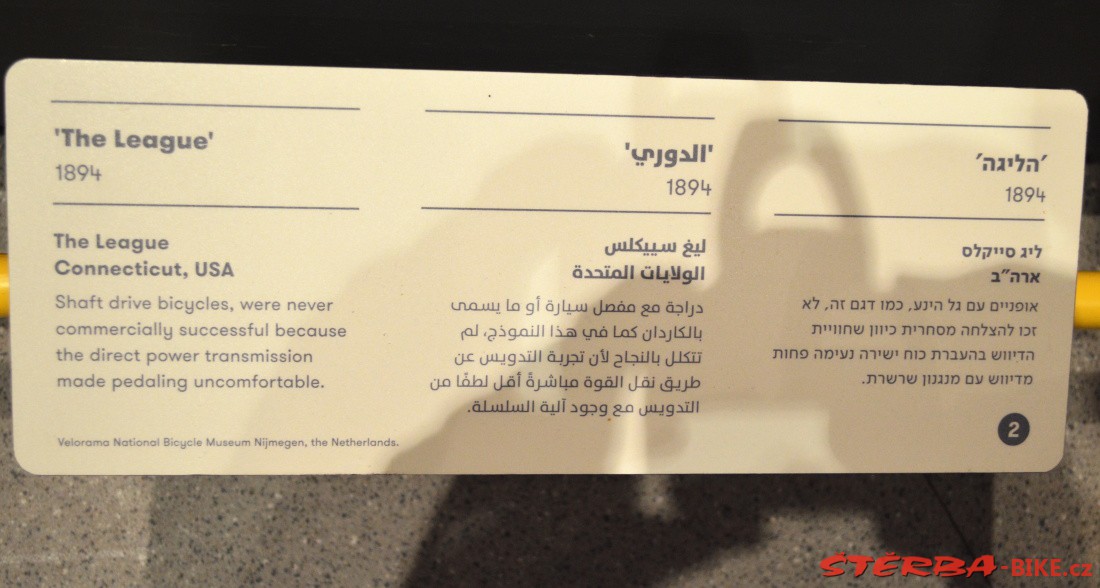 'The League'
1894
The League
Connecticut, USA
Shaft drive bicycles, were never
commercially successful because
the direct power transmission
made pedaling uncomfortable.
Velorama National Bicycle Museum Nijmegen, the Netherlands.
'الدوري'
1894
ليغ سييكلس
الولايات المتحدة
دراجة مع مفصل سيارة أو ما يسمى
بالكاردان كما في هذا النموذج، لم
تتكلل بالنجاح لأن تجربة التدويس عن
طريق نقل القوة مباشرةً أقل لطفًا من
التدويس مع وجود آلية السلسلة.
'הליגה'
1894
ליג סייקלס
ארה"ב
אופניים עם גל הינע, כמו דגם זה, לא
זכו להצלחה מסחרית כיוון שחוויית
הדיווש בהעברת כוח ישירה נעימה פחות
מדיווש עם מנגנון שרשרת.
2
ŠTĚRBA-BIKE.cz